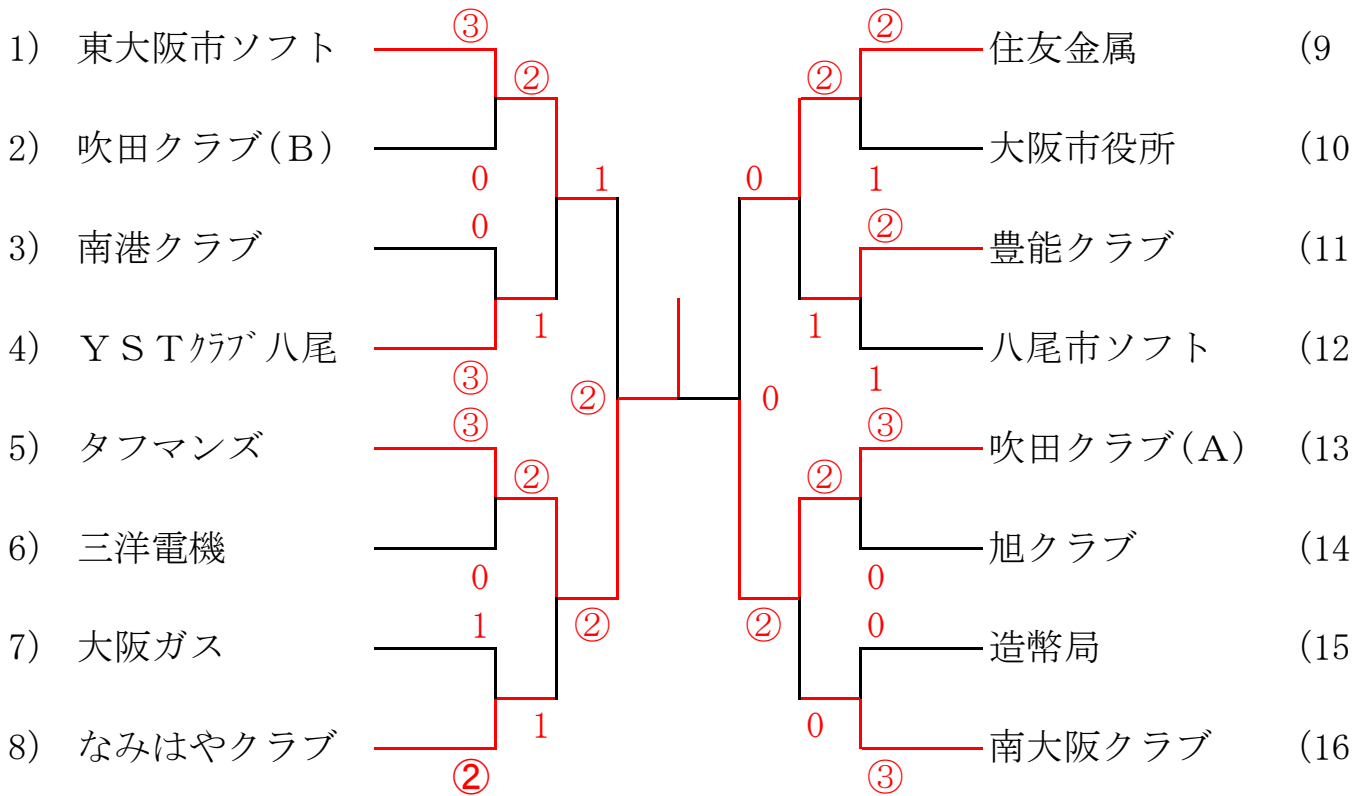 ③ ②
1) 東大阪市ソフト 住友金属 (9
② ②
2) 吹田クラブ(B) 大阪市役所 (10
0 1 0 1
0 ②
3) 南港クラブ 豊能クラブ (11
1 1
4) YSTクラブ八尾 八尾市ソフト (12
③ 1
② 0
③ ③
5) タフマンズ 吹田クラブ(A) (13
② ②
6) 三洋電機 旭クラブ (14
0 0
1 ② ② 0
7) 大阪ガス 造幣局 (15
1 0
8) なみはやクラブ 南大阪クラブ (16
② ③